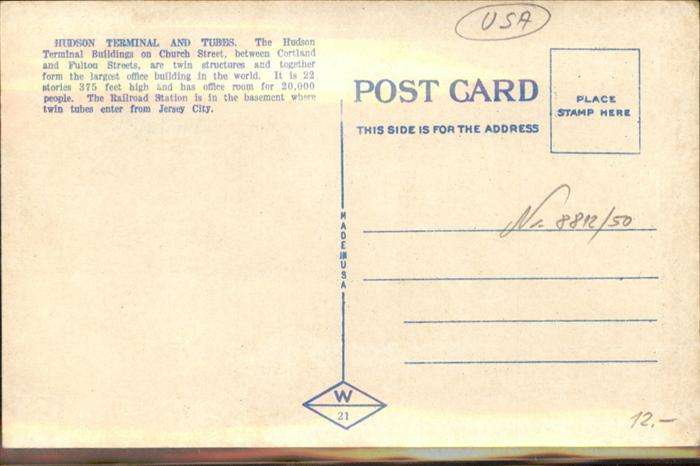 USA
HUDSON TERMINAL AND TUBES. The Hudson
Terminal Buildings on Church Street, between Cortland
and Fulton Streets, are twin structures and together
form the largest office building in the world. It is 22
stories 375 feet high and has office room for 20,000
people. The Railroad Station is in the basement where
twin tubes enter from Jersey City.
POST CARD
THIS SIDE IS FOR THE ADDRESS
PLACE
STAMP HERE
Nr. 8812/50
MADE IN USA
W
21
12.-